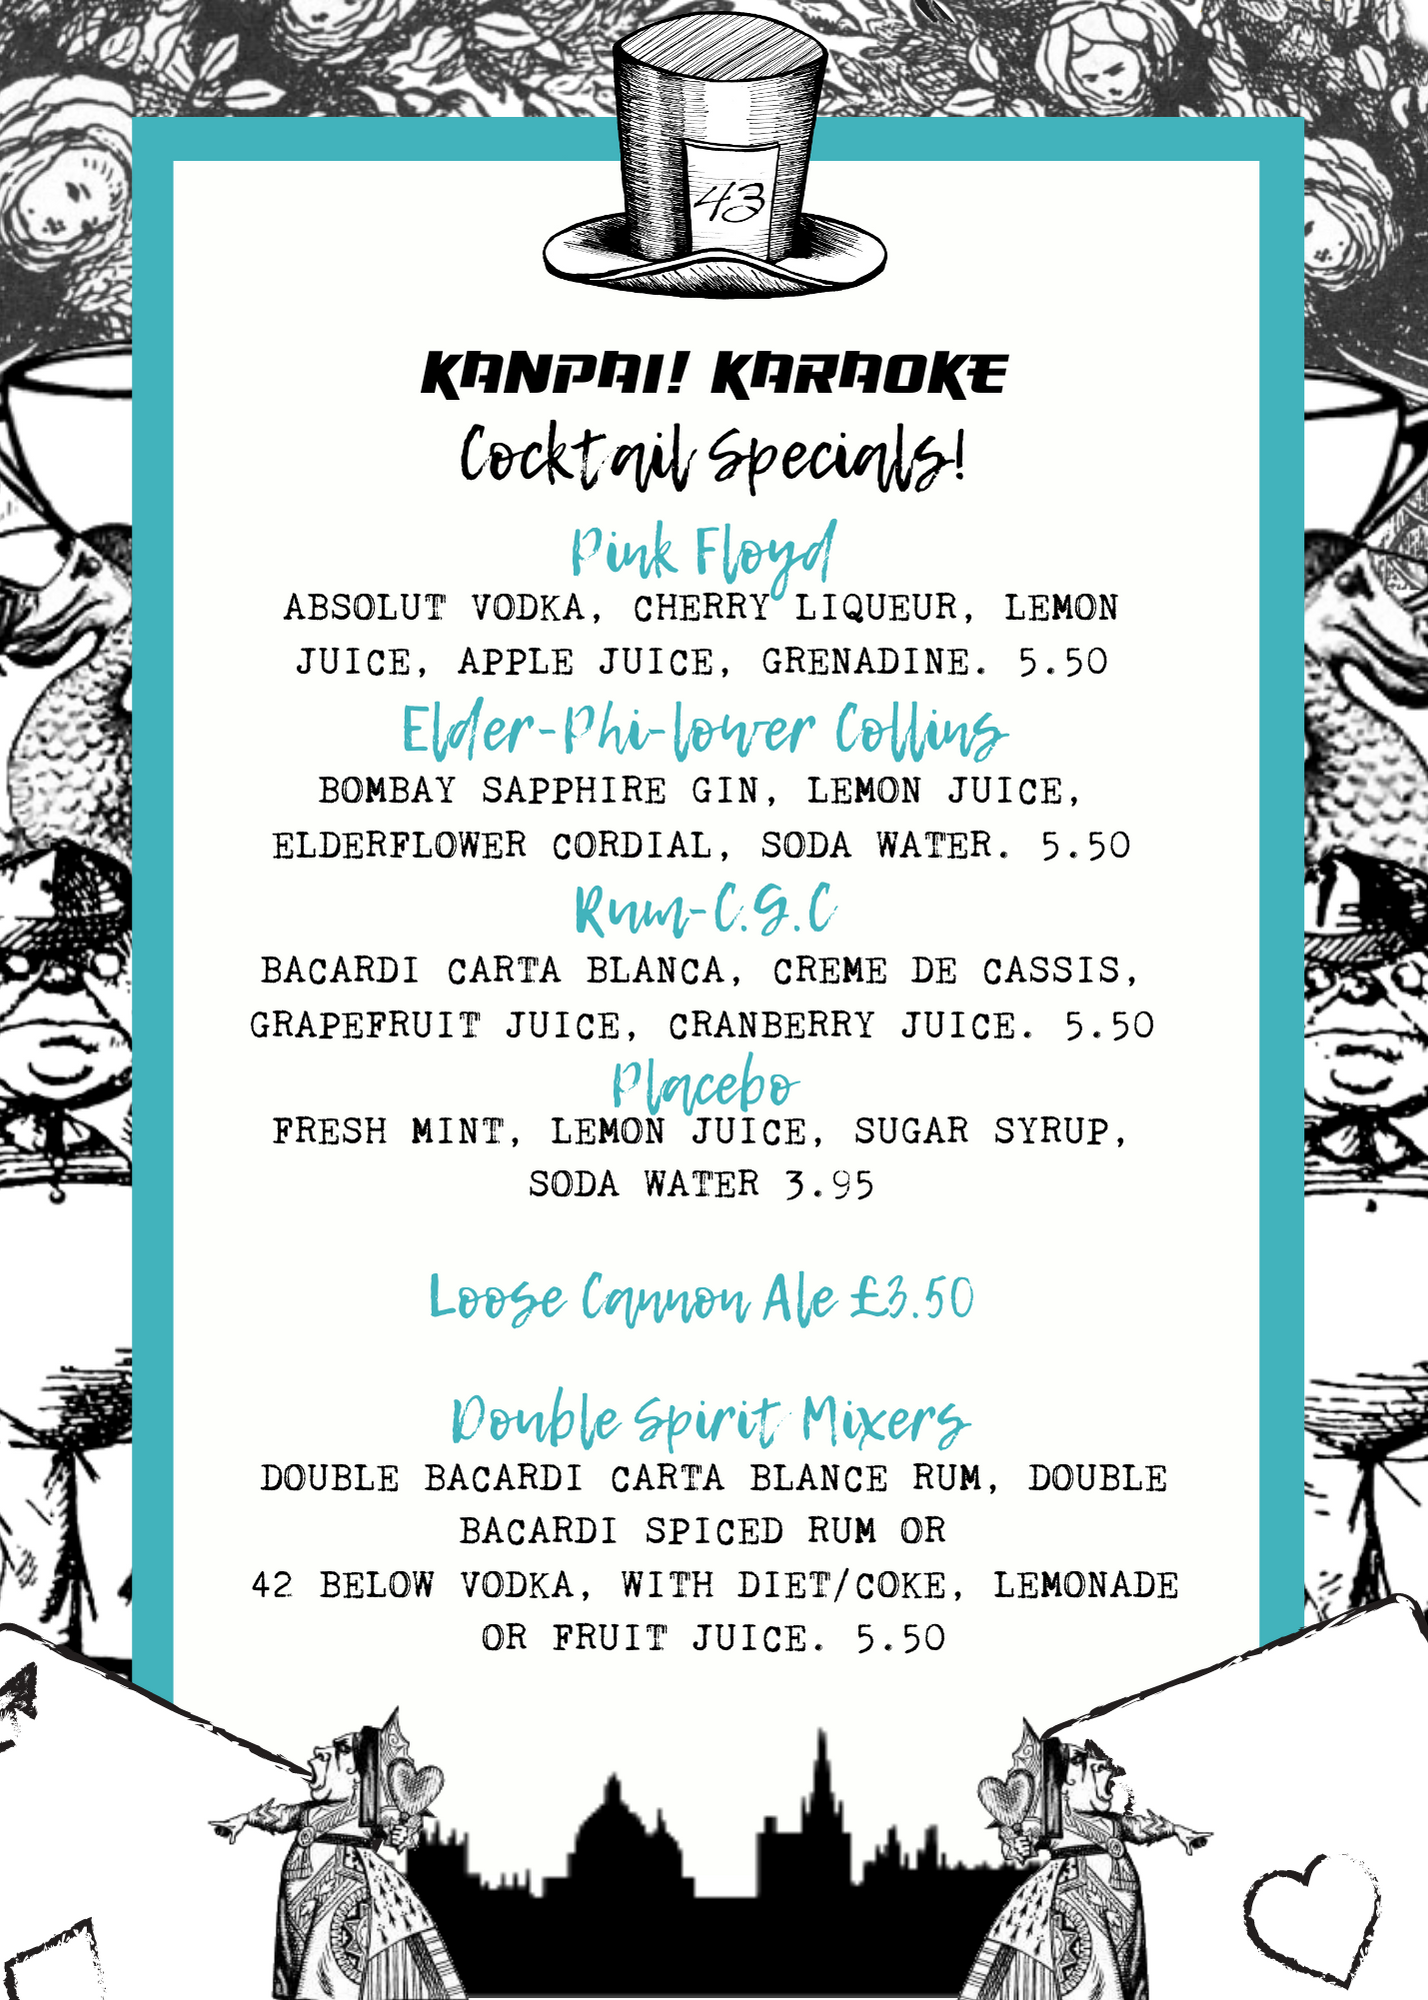 43
KANPAI! KARAOKE
Cocktail Specials!
Pink Floyd
ABSOLUT VODKA, CHERRY LIQUEUR, LEMON
JUICE, APPLE JUICE, GRENADINE. 5.50
Elder-Phi-lower Collins
BOMBAY SAPPHIRE GIN, LEMON JUICE,
ELDERFLOWER CORDIAL, SODA WATER. 5.50
Rum-C.G.C
BACARDI CARTA BLANCA, CREME DE CASSIS,
GRAPEFRUIT JUICE, CRANBERRY JUICE. 5.50
Placebo
FRESH MINT, LEMON JUICE, SUGAR SYRUP,
SODA WATER 3.95
Loose Cannon Ale £3.50
Double Spirit Mixers
DOUBLE BACARDI CARTA BLANCE RUM, DOUBLE
BACARDI SPICED RUM OR
42 BELOW VODKA, WITH DIET/COKE, LEMONADE
OR FRUIT JUICE. 5.50